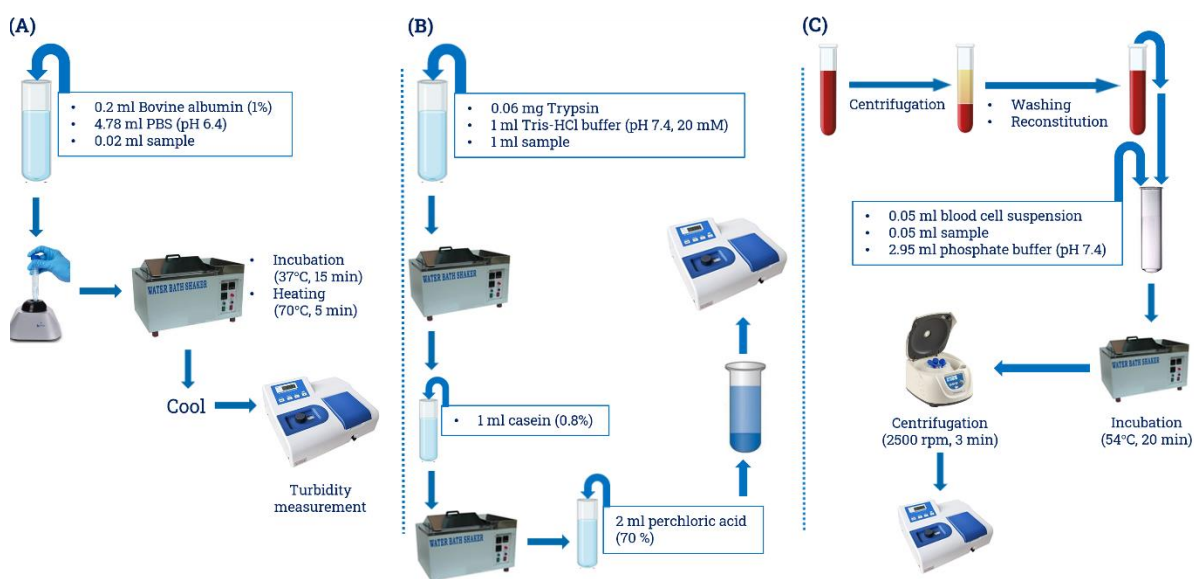 (A)
• 0.2 ml Bovine albumin (1%)
• 4.78 ml PBS (pH 6.4)
• 0.02 ml sample
WATER BATH SHAKER
• Incubation
(37°C, 15 min)
• Heating
(70°C, 5 min)
Cool
Turbidity
measurement
(B)
• 0.06 mg Trypsin
• 1 ml Tris-HCl buffer (pH 7.4, 20 mM)
• 1 ml sample
WATER BATH SHAKER
• 1 ml casein (0.8%)
WATER BATH SHAKER
2 ml perchloric acid
(70 %)
(C)
Centrifugation
• Washing
• Reconstitution
• 0.05 ml blood cell suspension
• 0.05 ml sample
• 2.95 ml phosphate buffer (pH 7.4)
WATER BATH SHAKER
Incubation
(54°C, 20 min)
Centrifugation
(2500 rpm, 3 min)